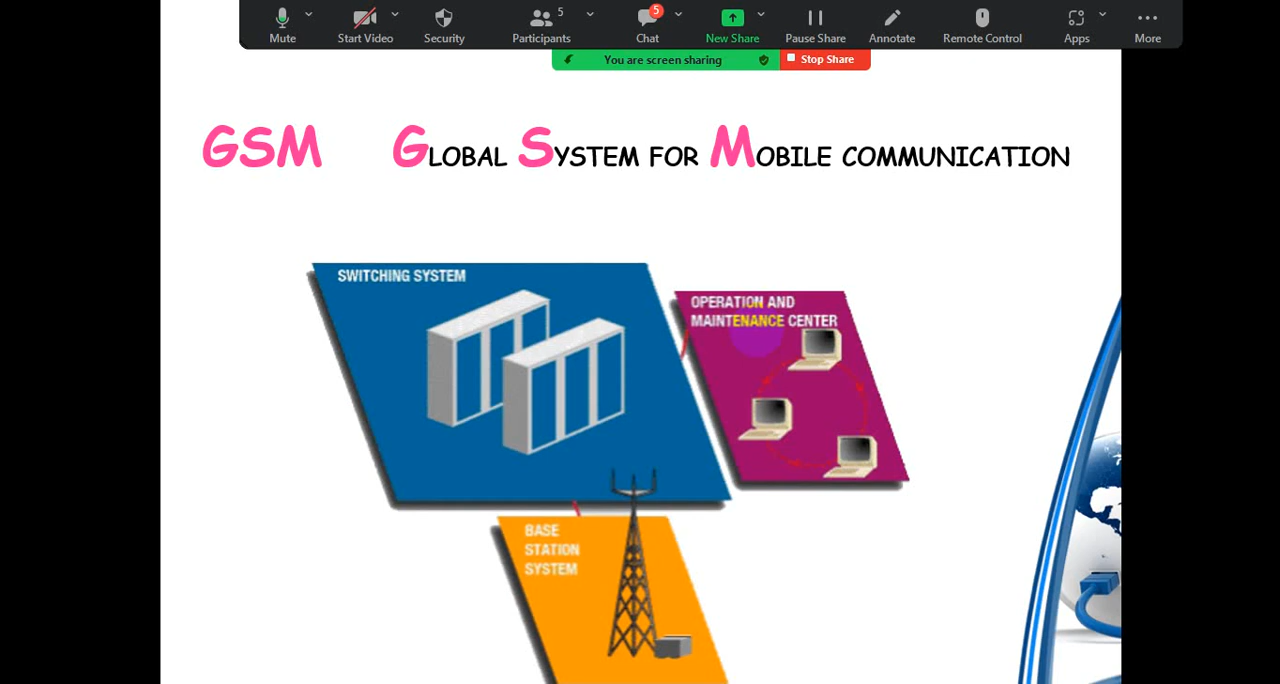 5 5
Mute Start Video Security Participants Chat New Share Pause Share Annotate Remote Control Apps More
You are screen sharing Stop Share
GSM GLOBAL SYSTEM FOR MOBILE COMMUNICATION
SWITCHING SYSTEM
OPERATION AND
MAINTENANCE CENTER
BASE
STATION
SYSTEM